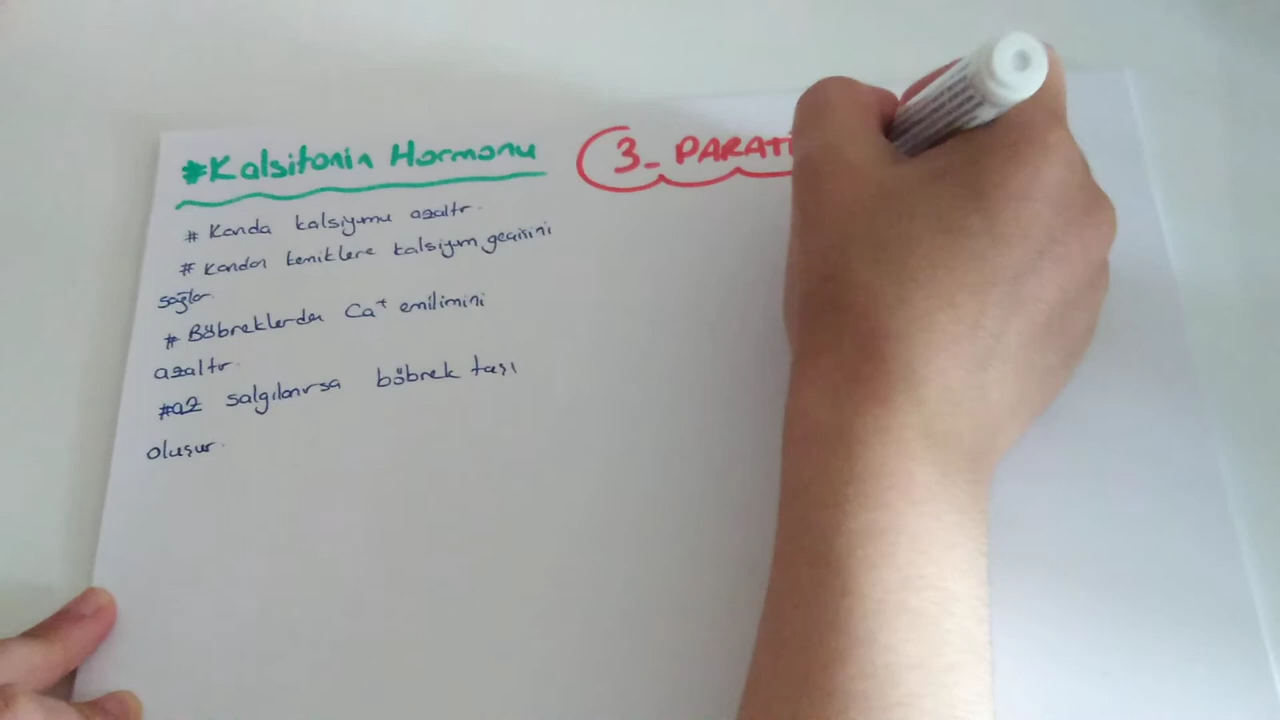 #Kalsitonin Hormonu
# Kanda kalsiyumu azaltır.
# Kandan kemiklere kalsiyum geçişini
sağlar.
# Böbreklerden Ca⁺ emilimini
azaltır.
#az salgılanırsa böbrek taşı
oluşur.
3_ PARATİ